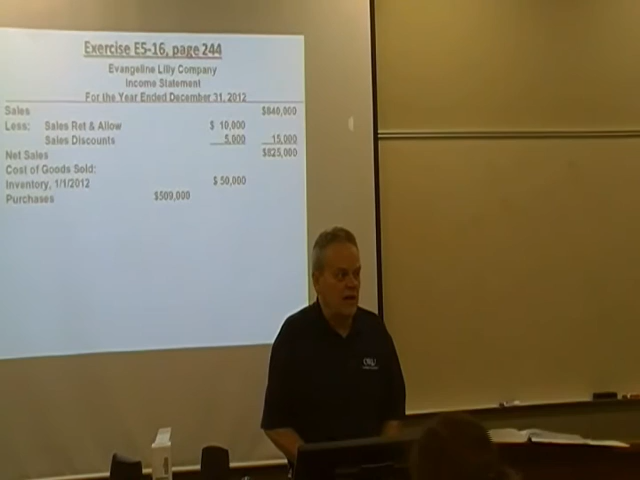 Exercise E5-16, page 244
Evangeline Lilly Company
Income Statement
For the Year Ended December 31, 2012
Sales $840,000
Less: Sales Ret & Allow $ 10,000
Sales Discounts 5,000 15,000
Net Sales $825,000
Cost of Goods Sold:
Inventory, 1/1/2012 $ 50,000
Purchases $509,000